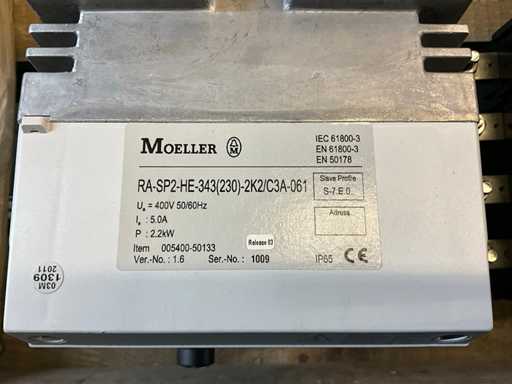 MOELLER
IEC 61800-3
EN 61800-3
EN 50178
RA-SP2-HE-343(230)-2K2/C3A-061
Slave Profile
S-7.E.0.
Ue = 400V 50/60Hz
Ie : 5.0A
P : 2.2kW
Adress
Item 005400-50133
Release 03
Ver.-No.: 1.6 Ser.-No.: 1009
IP65 CE
03M
1309
2011